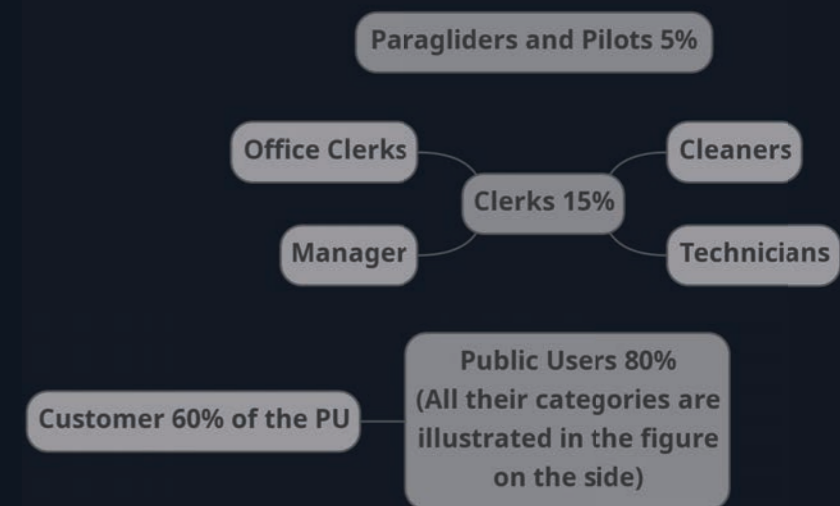 Paragliders and Pilots 5%
Office Clerks
Cleaners
Clerks 15%
Manager
Technicians
Public Users 80%
(All their categories are
illustrated in the figure
on the side)
Customer 60% of the PU